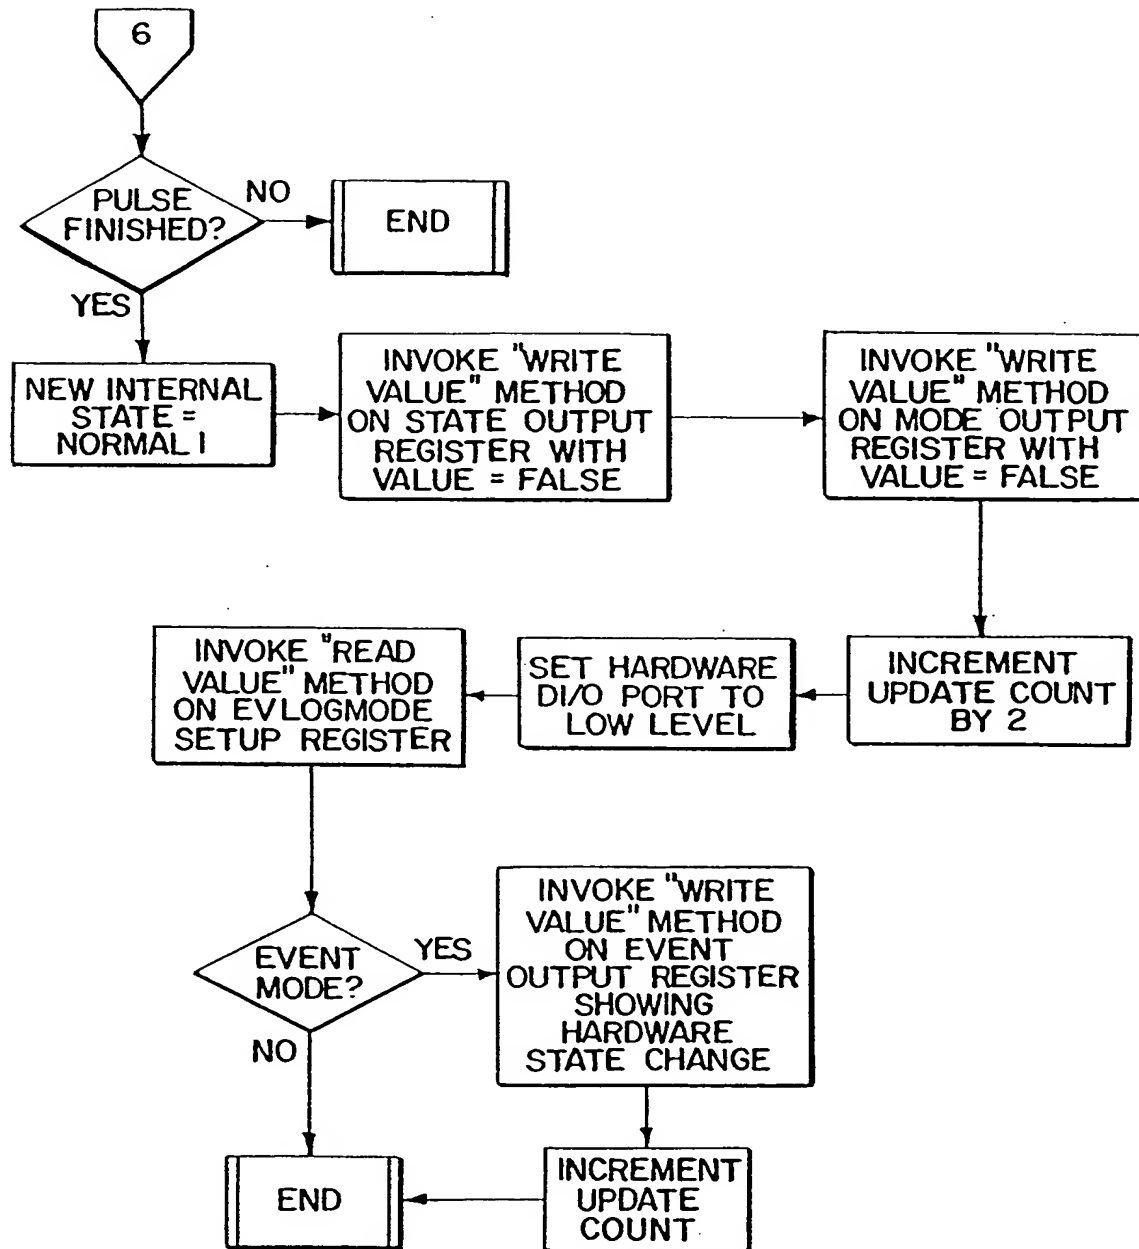 6
PULSE
FINISHED?
NO
END
YES
NEW INTERNAL
STATE =
NORMAL I
INVOKE "WRITE
VALUE" METHOD
ON STATE OUTPUT
REGISTER WITH
VALUE = FALSE
INVOKE "WRITE
VALUE" METHOD
ON MODE OUTPUT
REGISTER WITH
VALUE = FALSE
INCREMENT
UPDATE COUNT
BY 2
SET HARDWARE
DI/O PORT TO
LOW LEVEL
INVOKE "READ
VALUE" METHOD
ON EVLOGMODE
SETUP REGISTER
EVENT
MODE?
YES
NO
INVOKE "WRITE
VALUE" METHOD
ON EVENT
OUTPUT REGISTER
SHOWING
HARDWARE
STATE CHANGE
INCREMENT
UPDATE
COUNT
END